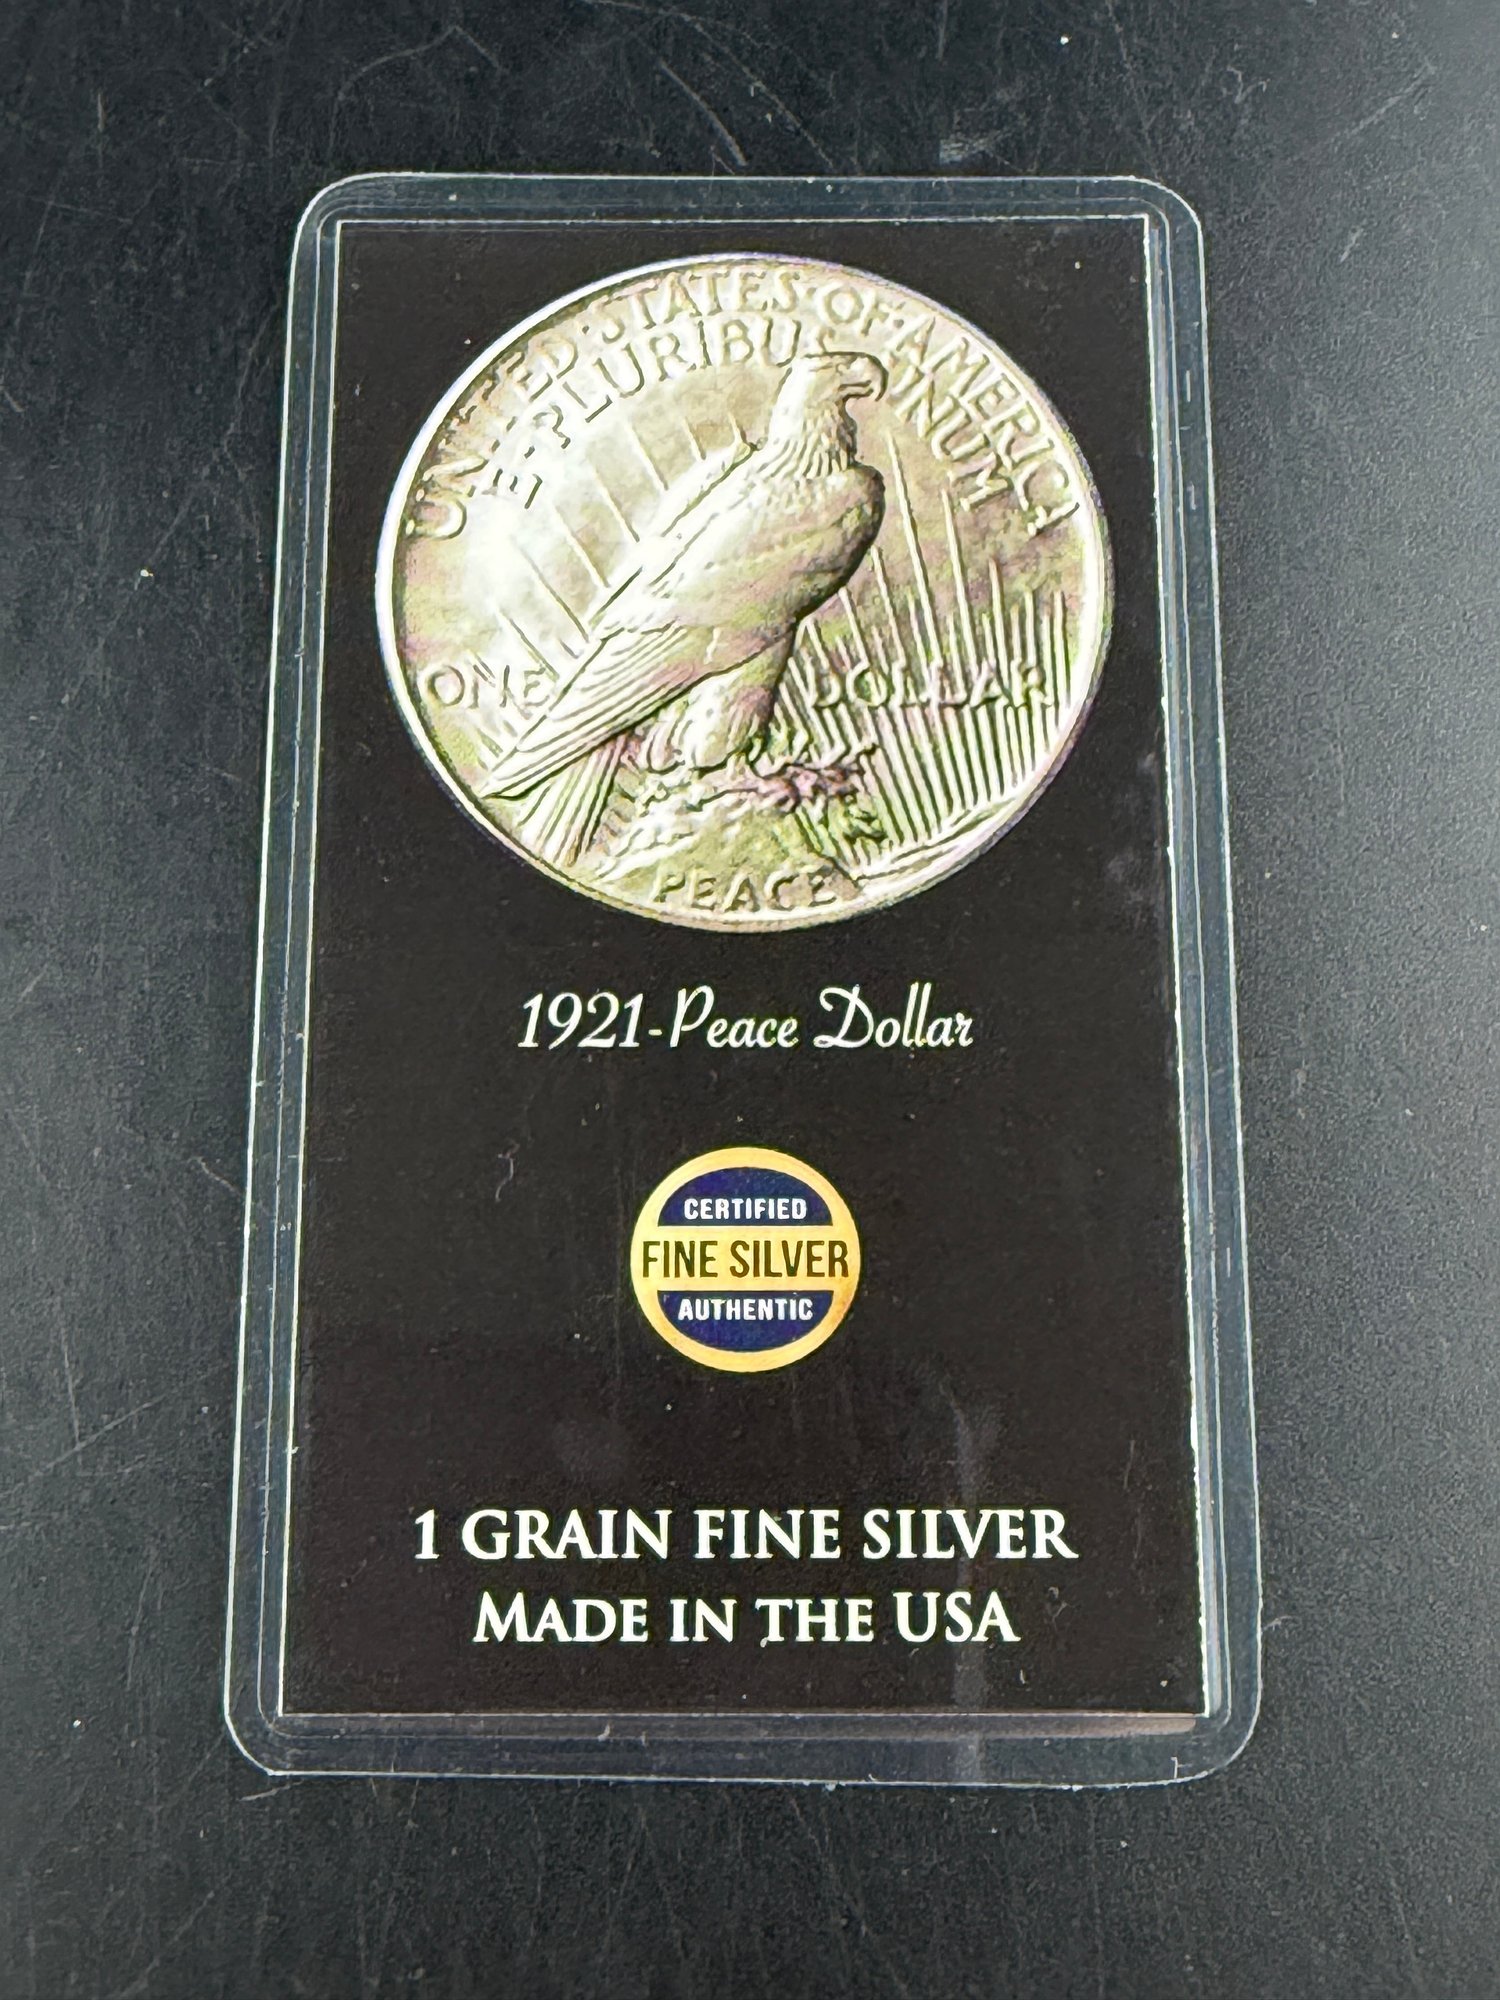 UNITED·STATES·OF·AMERICA
E·PLURIBUS UNUM
ONE DOLLAR
PEACE
1921-Peace Dollar
CERTIFIED
FINE SILVER
AUTHENTIC
1 GRAIN FINE SILVER
MADE IN THE USA